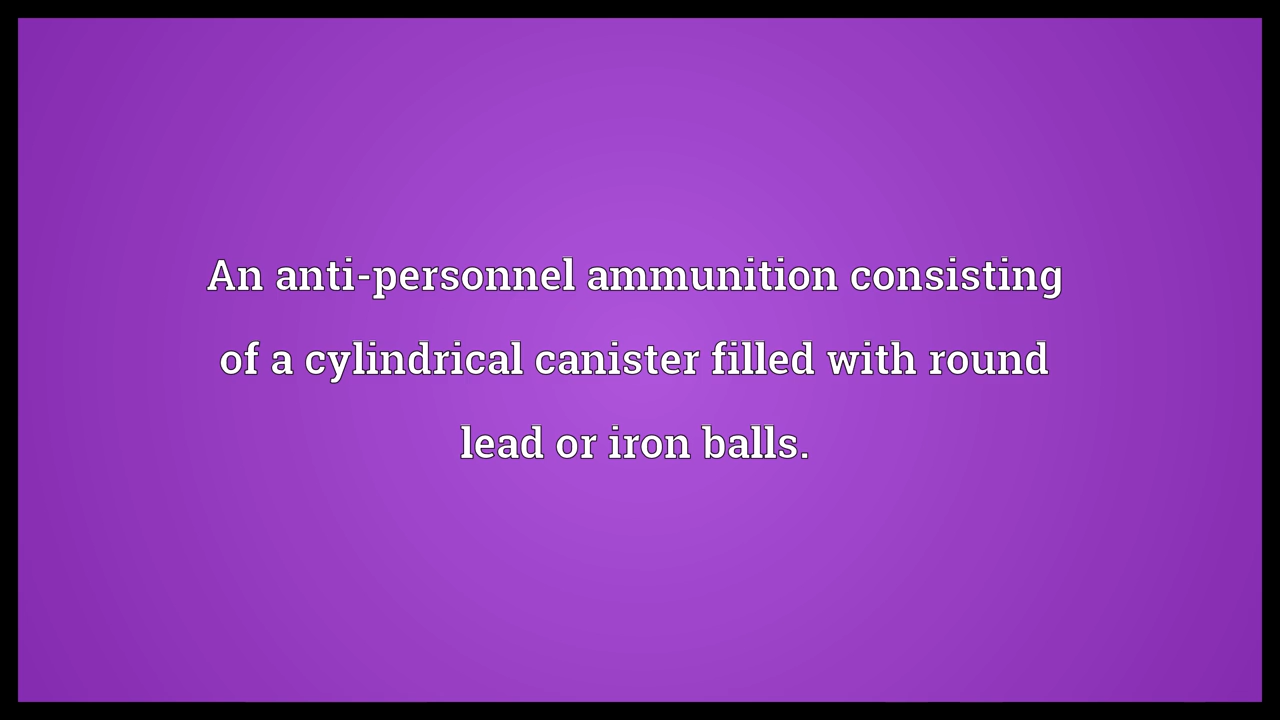 An anti-personnel ammunition consisting
of a cylindrical canister filled with round
lead or iron balls.